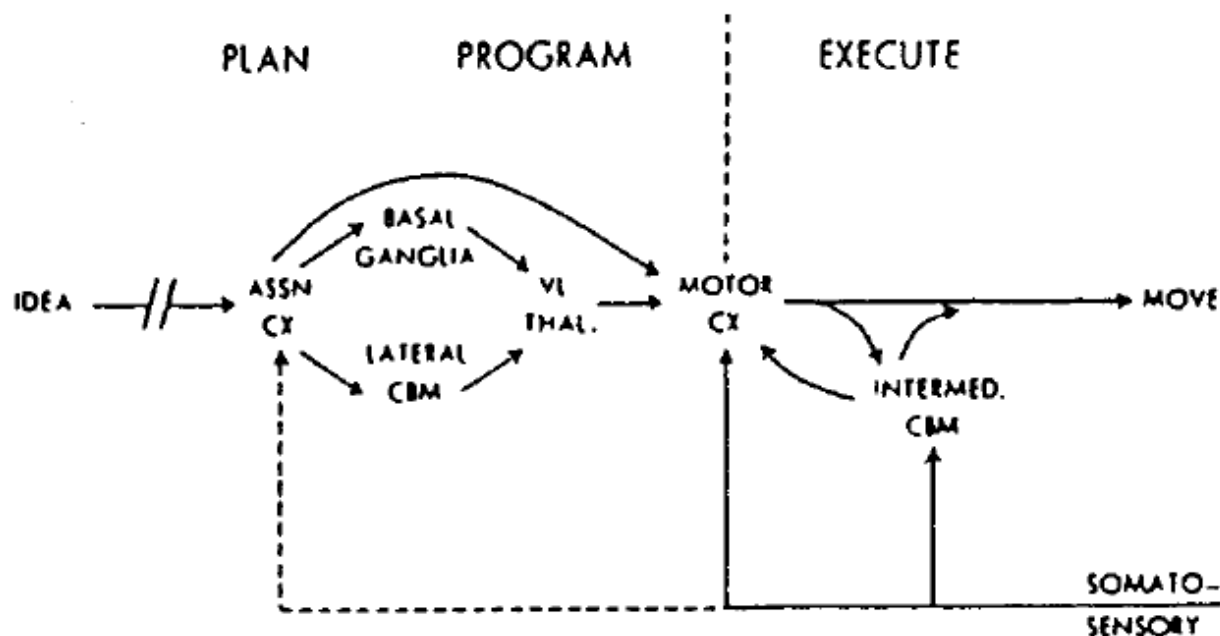 PLAN PROGRAM EXECUTE
BASAL
GANGLIA
IDEA
ASSN
CX
VL
THAL.
MOTOR
CX
MOVE
LATERAL
CBM
INTERMED.
CBM
SOMATO-
SENSORY